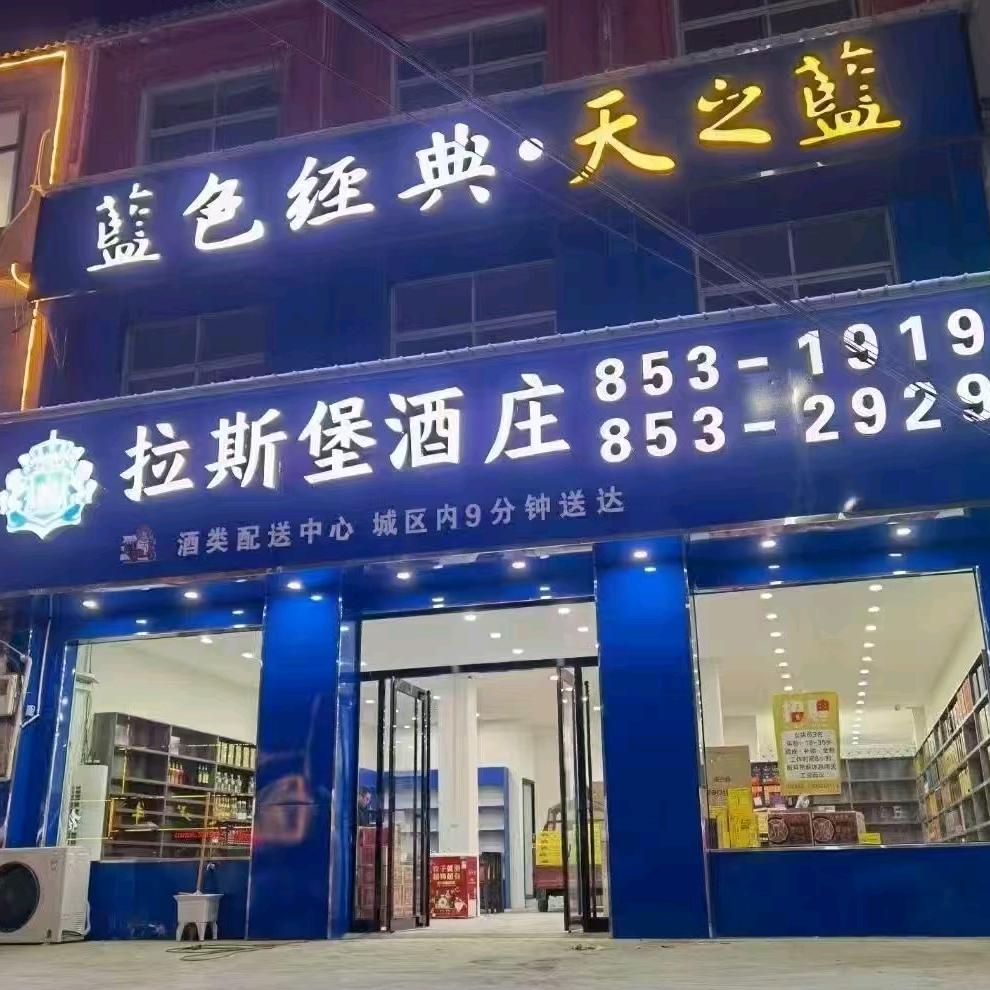 藍色經典·天之藍
拉斯堡酒庄
853-1919
853-2929
酒类配送中心 城区内9分钟送达